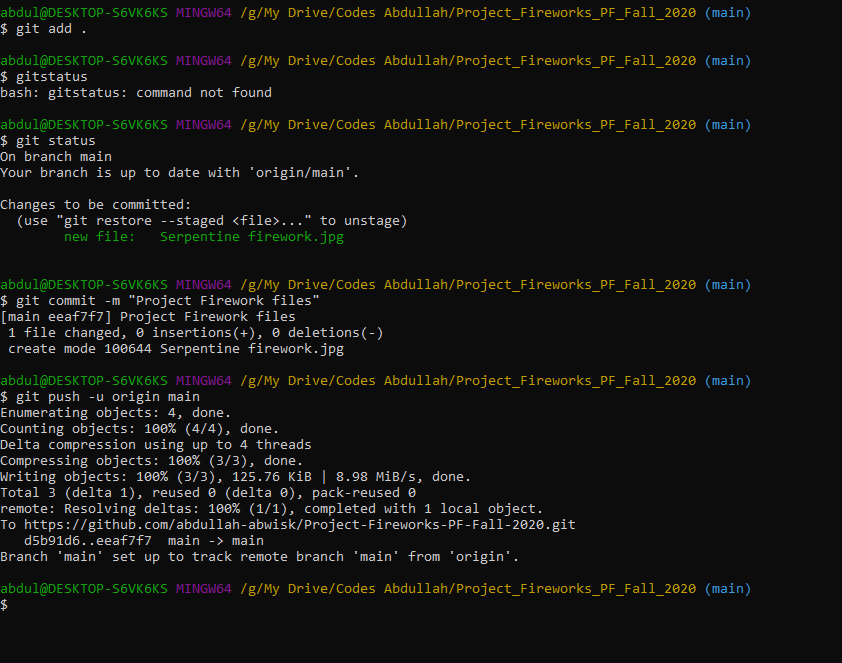 abdul@DESKTOP-S6VK6KS MINGW64 /g/My Drive/Codes Abdullah/Project_Fireworks_PF_Fall_2020 (main)
$ git add .
abdul@DESKTOP-S6VK6KS MINGW64 /g/My Drive/Codes Abdullah/Project_Fireworks_PF_Fall_2020 (main)
$ gitstatus
bash: gitstatus: command not found
abdul@DESKTOP-S6VK6KS MINGW64 /g/My Drive/Codes Abdullah/Project_Fireworks_PF_Fall_2020 (main)
$ git status
On branch main
Your branch is up to date with 'origin/main'.
Changes to be committed:
  (use "git restore --staged <file>..." to unstage)
        new file:   Serpentine firework.jpg
abdul@DESKTOP-S6VK6KS MINGW64 /g/My Drive/Codes Abdullah/Project_Fireworks_PF_Fall_2020 (main)
$ git commit -m "Project Firework files"
[main eeaf7f7] Project Firework files
 1 file changed, 0 insertions(+), 0 deletions(-)
 create mode 100644 Serpentine firework.jpg
abdul@DESKTOP-S6VK6KS MINGW64 /g/My Drive/Codes Abdullah/Project_Fireworks_PF_Fall_2020 (main)
$ git push -u origin main
Enumerating objects: 4, done.
Counting objects: 100% (4/4), done.
Delta compression using up to 4 threads
Compressing objects: 100% (3/3), done.
Writing objects: 100% (3/3), 125.76 KiB | 8.98 MiB/s, done.
Total 3 (delta 1), reused 0 (delta 0), pack-reused 0
remote: Resolving deltas: 100% (1/1), completed with 1 local object.
To https://github.com/abdullah-abwisk/Project-Fireworks-PF-Fall-2020.git
   d5b91d6..eeaf7f7  main -> main
Branch 'main' set up to track remote branch 'main' from 'origin'.
abdul@DESKTOP-S6VK6KS MINGW64 /g/My Drive/Codes Abdullah/Project_Fireworks_PF_Fall_2020 (main)
$